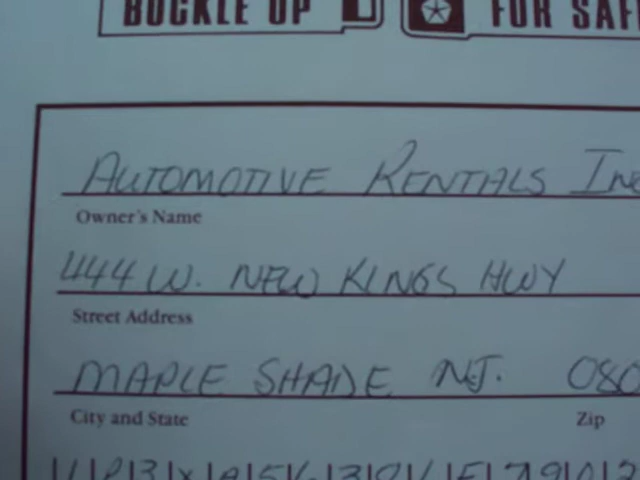 BUCKLE UP FOR SAF
AUTOMOTIVE RENTALS INC
Owner's Name
444 W. NEW KINGS HWY
Street Address
MAPLE SHADE N.J. 080
City and State Zip